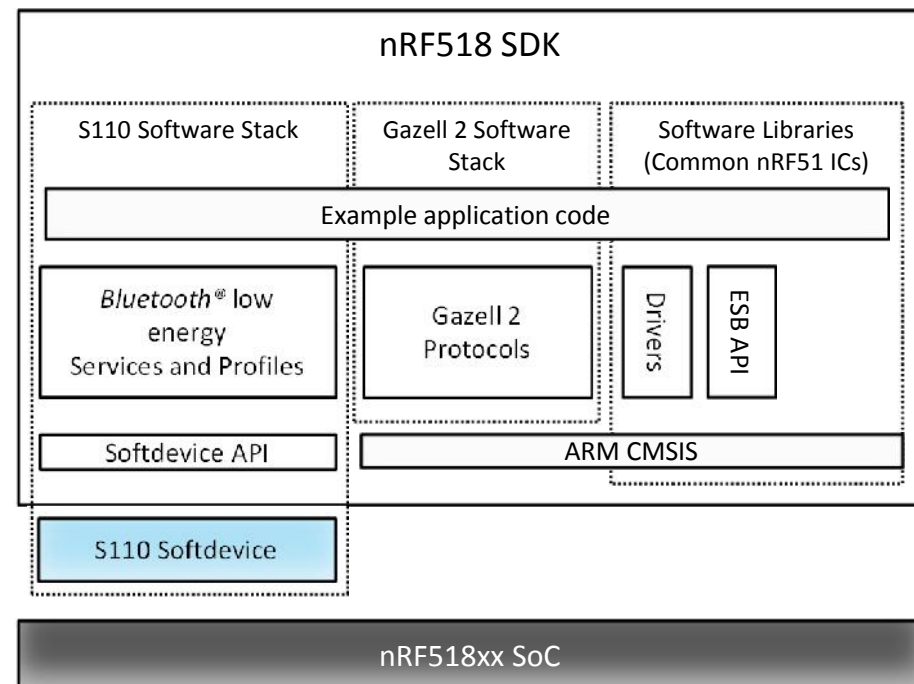 nRF518 SDK
S110 Software Stack
Gazell 2 Software
Stack
Software Libraries
(Common nRF51 ICs)
Example application code
Bluetooth® low
energy
Services and Profiles
Gazell 2
Protocols
Drivers
ESB API
Softdevice API
ARM CMSIS
S110 Softdevice
nRF518xx SoC